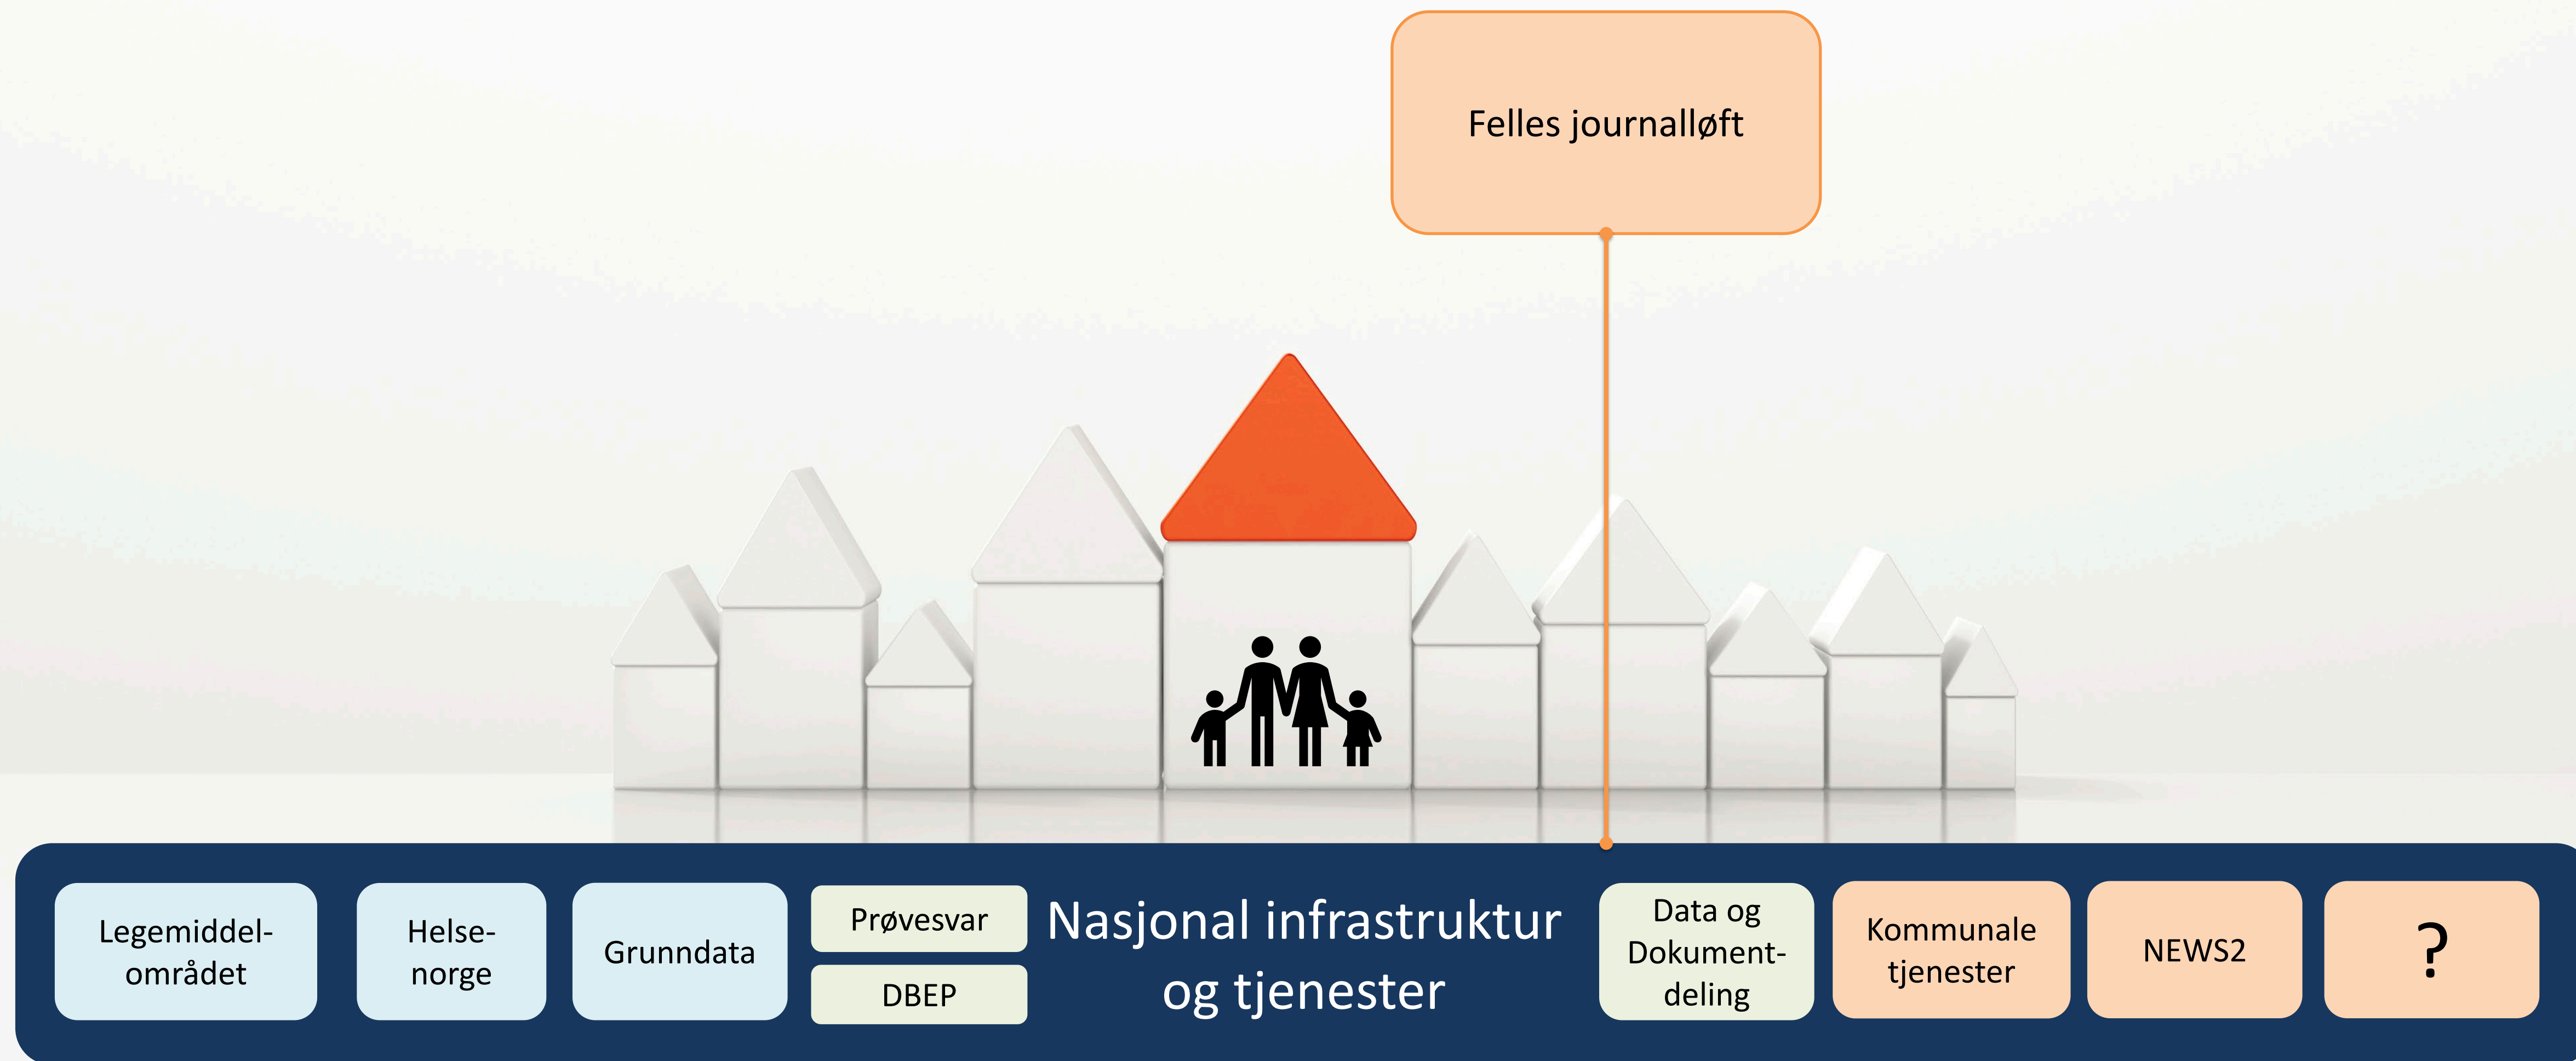 Felles journalløft
Legemiddel-
området
Helse-
norge
Grunndata
Prøvesvar
DBEP
Nasjonal infrastruktur
og tjenester
Data og
Dokument-
deling
Kommunale
tjenester
NEWS2
?